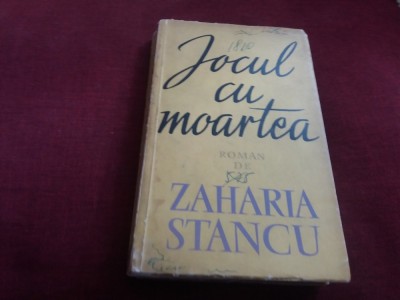 Jocul
cu
moartea
ROMAN
DE
ZAHARIA
STANCU